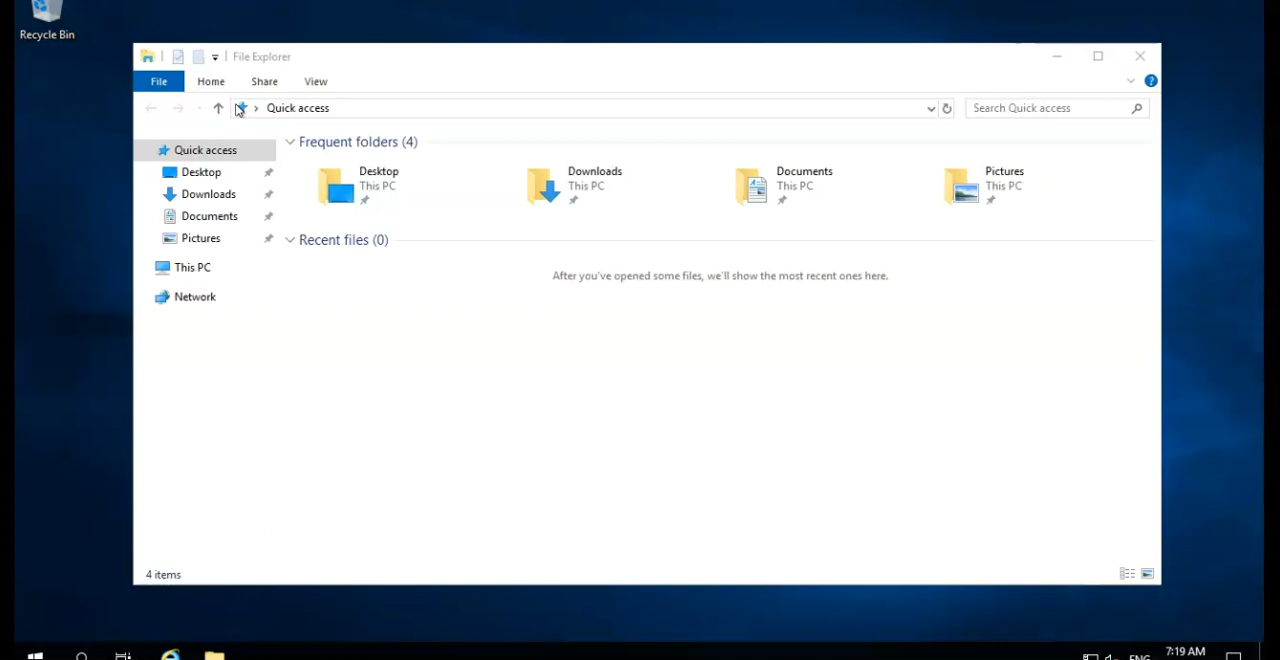 Recycle Bin
File Explorer
File Home Share View
Quick access
Search Quick access
Quick access
Desktop
Downloads
Documents
Pictures
This PC
Network
Frequent folders (4)
Desktop
This PC
Downloads
This PC
Documents
This PC
Pictures
This PC
Recent files (0)
After you've opened some files, we'll show the most recent ones here.
4 items
ENG
7:19 AM